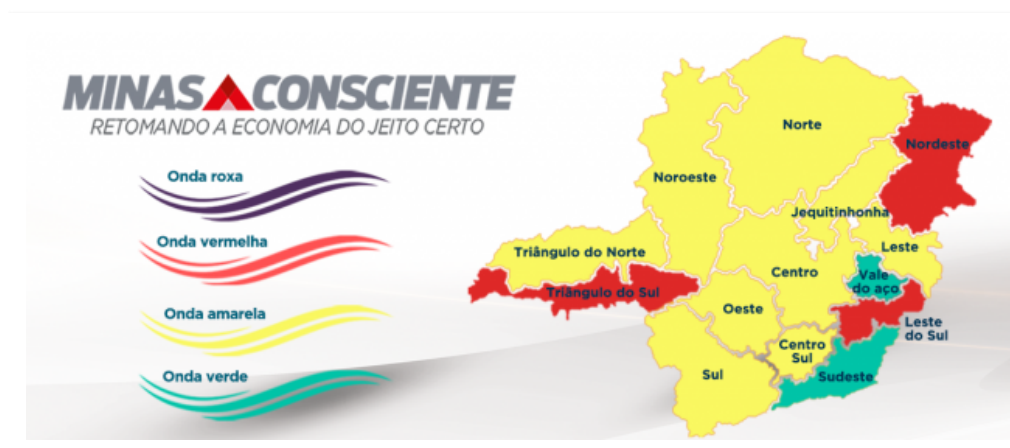 MINAS CONSCIENTE
RETOMANDO A ECONOMIA DO JEITO CERTO
Onda roxa
Onda vermelha
Onda amarela
Onda verde
Norte
Nordeste
Noroeste
Jequitinhonha
Leste
Triângulo do Norte
Centro
Vale
do aço
Triângulo do Sul
Oeste
Leste
do Sul
Centro
Sul
Sul
Sudeste